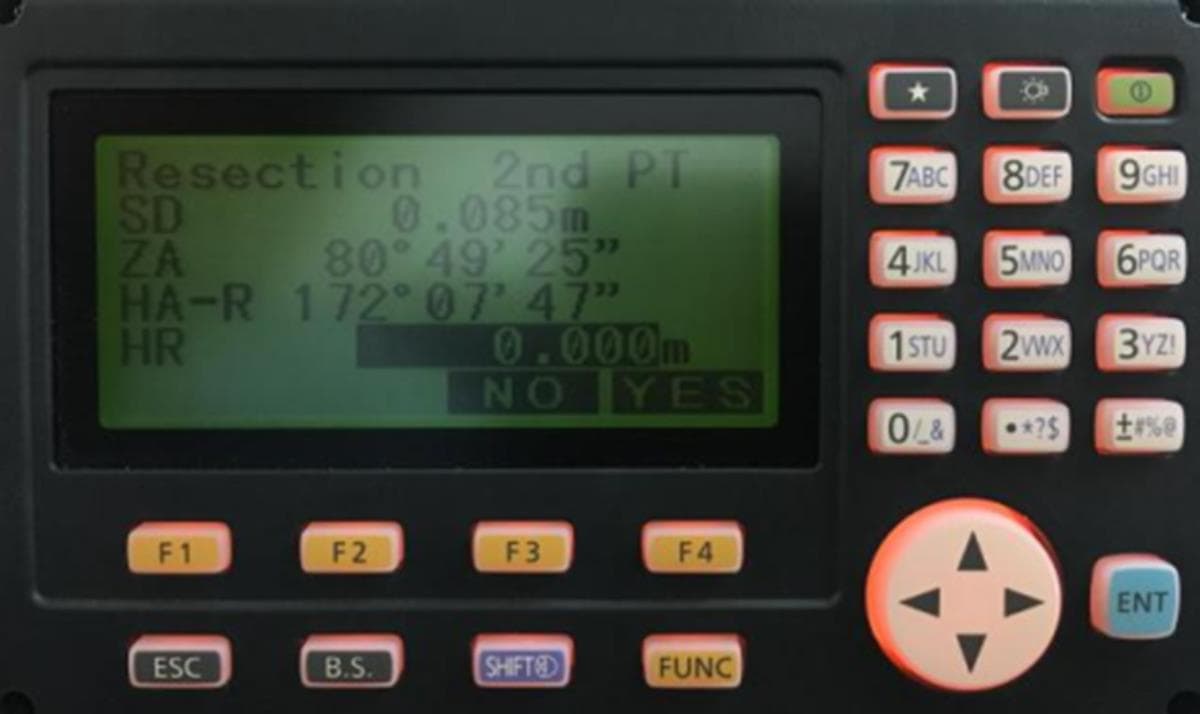 Resection 2nd PT
SD 0.085m
ZA 80°49'25"
HA-R 172°07'47"
HR 0.000m
NO YES
F1 F2 F3 F4
ESC B.S. SHIFT FUNC
★
7ABC 8DEF 9GHI
4JKL 5MNO 6PQR
1STU 2VWX 3YZ!
0/_& •*?$ ±#%@
▲
◀ ▶
▼
ENT